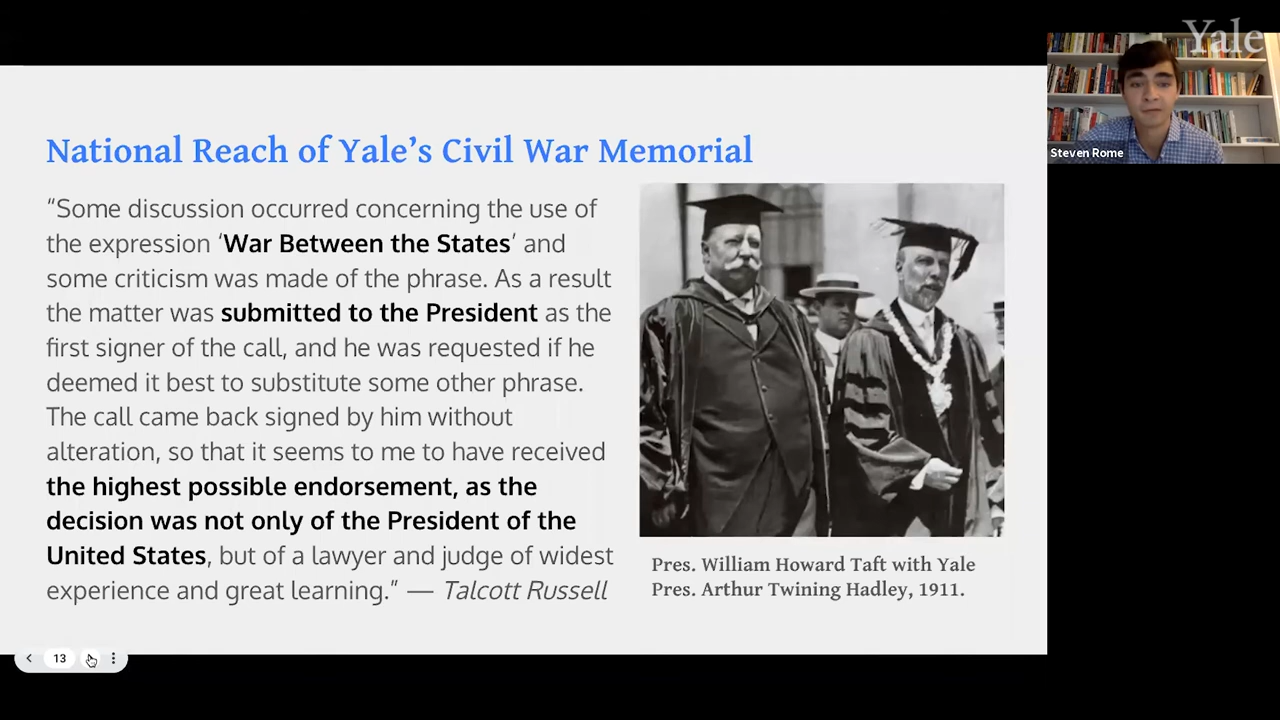 Yale
Steven Rome
National Reach of Yale’s Civil War Memorial
“Some discussion occurred concerning the use of
the expression ‘War Between the States’ and
some criticism was made of the phrase. As a result
the matter was submitted to the President as the
first signer of the call, and he was requested if he
deemed it best to substitute some other phrase.
The call came back signed by him without
alteration, so that it seems to me to have received
the highest possible endorsement, as the
decision was not only of the President of the
United States, but of a lawyer and judge of widest
experience and great learning.” — Talcott Russell
Pres. William Howard Taft with Yale
Pres. Arthur Twining Hadley, 1911.
13